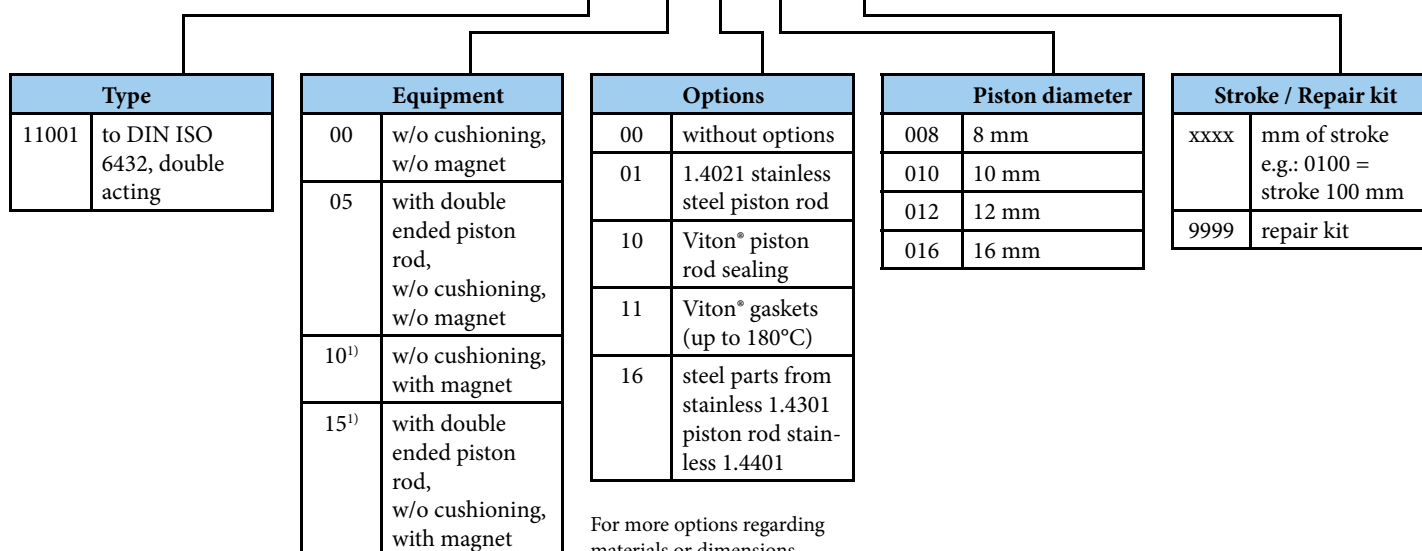 Type
11001 to DIN ISO
6432, double
acting
Equipment
00 w/o cushioning,
w/o magnet
05 with double
ended piston
rod,
w/o cushioning,
w/o magnet
10¹⁾ w/o cushioning,
with magnet
15¹⁾ with double
ended piston
rod,
w/o cushioning,
with magnet
Options
00 without options
01 1.4021 stainless
steel piston rod
10 Viton® piston
rod sealing
11 Viton® gaskets
(up to 180°C)
16 steel parts from
stainless 1.4301
piston rod stain-
less 1.4401
For more options regarding
materials or dimensions
Piston diameter
008 8 mm
010 10 mm
012 12 mm
016 16 mm
Stroke / Repair kit
xxxx mm of stroke
e.g.: 0100 =
stroke 100 mm
9999 repair kit